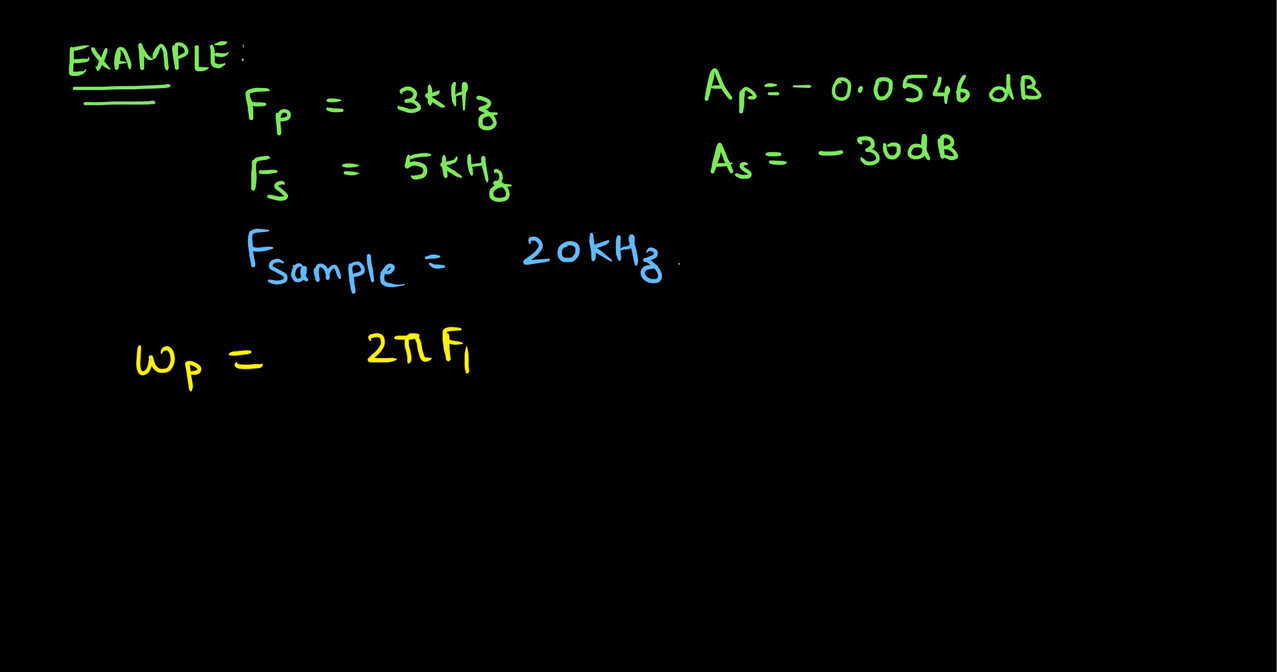 EXAMPLE:
Fp = 3kHz
Fs = 5kHz
Fsample = 20kHz.
Ap = - 0.0546 dB
As = - 30dB
ωp = 2πF1